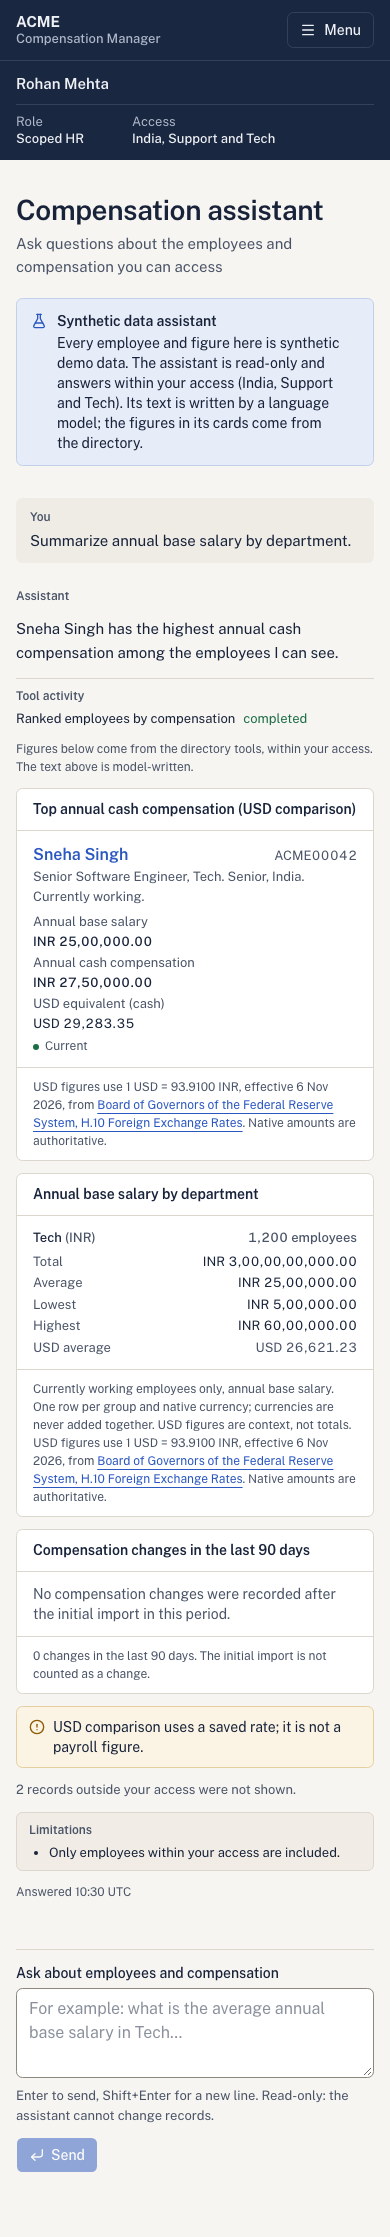 ACME
Compensation Manager
Menu
Rohan Mehta
Role
Scoped HR
Access
India, Support and Tech
Compensation assistant
Ask questions about the employees and
compensation you can access
Synthetic data assistant
Every employee and figure here is synthetic
demo data. The assistant is read-only and
answers within your access (India, Support
and Tech). Its text is written by a language
model; the figures in its cards come from
the directory.
You
Summarize annual base salary by department.
Assistant
Sneha Singh has the highest annual cash
compensation among the employees I can see.
Tool activity
Ranked employees by compensation completed
Figures below come from the directory tools, within your access.
The text above is model-written.
Top annual cash compensation (USD comparison)
Sneha Singh ACME00042
Senior Software Engineer, Tech. Senior, India.
Currently working.
Annual base salary
INR 25,00,000.00
Annual cash compensation
INR 27,50,000.00
USD equivalent (cash)
USD 29,283.35
Current
USD figures use 1 USD = 93.9100 INR, effective 6 Nov
2026, from Board of Governors of the Federal Reserve
System, H.10 Foreign Exchange Rates. Native amounts are
authoritative.
Annual base salary by department
Tech (INR) 1,200 employees
Total INR 3,00,00,00,000.00
Average INR 25,00,000.00
Lowest INR 5,00,000.00
Highest INR 60,00,000.00
USD average USD 26,621.23
Currently working employees only, annual base salary.
One row per group and native currency; currencies are
never added together. USD figures are context, not totals.
USD figures use 1 USD = 93.9100 INR, effective 6 Nov
2026, from Board of Governors of the Federal Reserve
System, H.10 Foreign Exchange Rates. Native amounts are
authoritative.
Compensation changes in the last 90 days
No compensation changes were recorded after
the initial import in this period.
0 changes in the last 90 days. The initial import is not
counted as a change.
USD comparison uses a saved rate; it is not a
payroll figure.
2 records outside your access were not shown.
Limitations
• Only employees within your access are included.
Answered 10:30 UTC
Ask about employees and compensation
For example: what is the average annual
base salary in Tech...
Enter to send, Shift+Enter for a new line. Read-only: the
assistant cannot change records.
Send